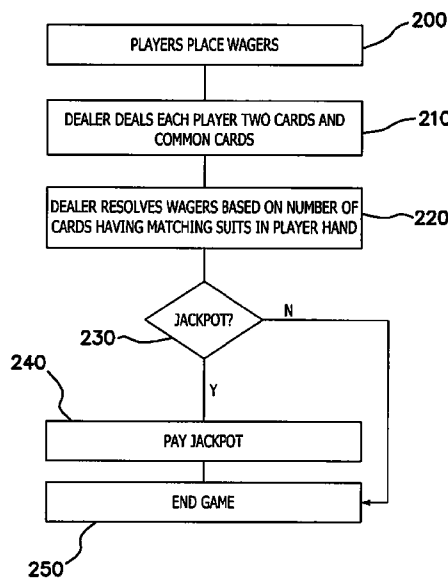 PLAYERS PLACE WAGERS
200
DEALER DEALS EACH PLAYER TWO CARDS AND
COMMON CARDS
210
DEALER RESOLVES WAGERS BASED ON NUMBER OF
CARDS HAVING MATCHING SUITS IN PLAYER HAND
220
JACKPOT?
N
230
Y
240
PAY JACKPOT
END GAME
250